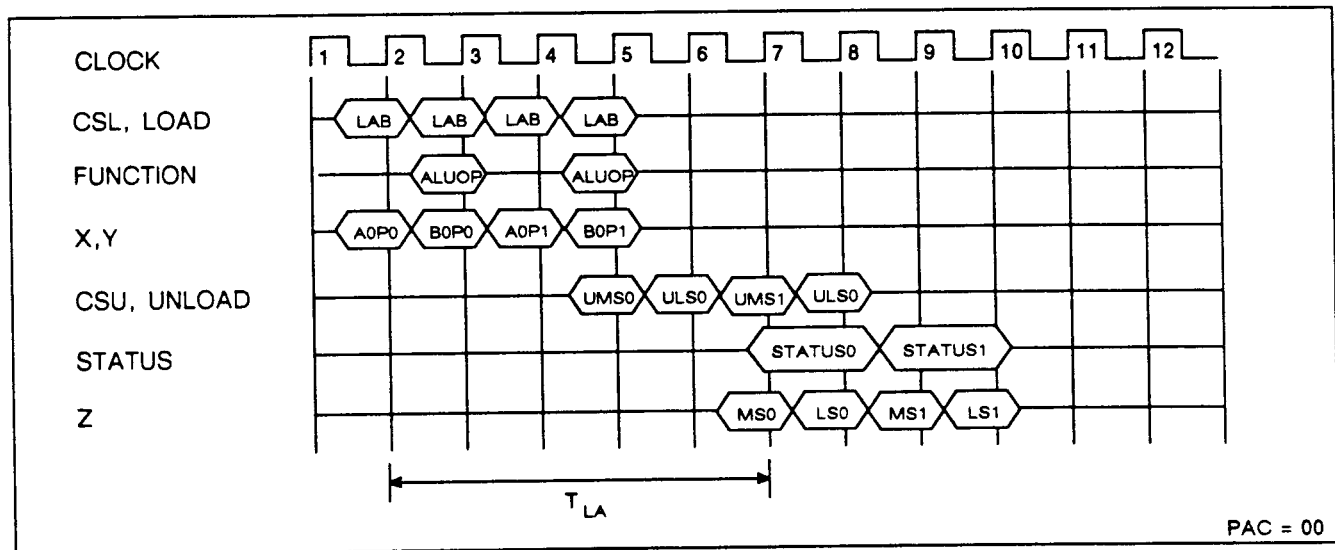 CLOCK 1 2 3 4 5 6 7 8 9 10 11 12
CSL, LOAD LAB LAB LAB LAB
FUNCTION ALUOP ALUOP
X,Y A0P0 B0P0 A0P1 B0P1
CSU, UNLOAD UMS0 ULS0 UMS1 ULS0
STATUS STATUS0 STATUS1
Z MS0 LS0 MS1 LS1
T LA
PAC = 00